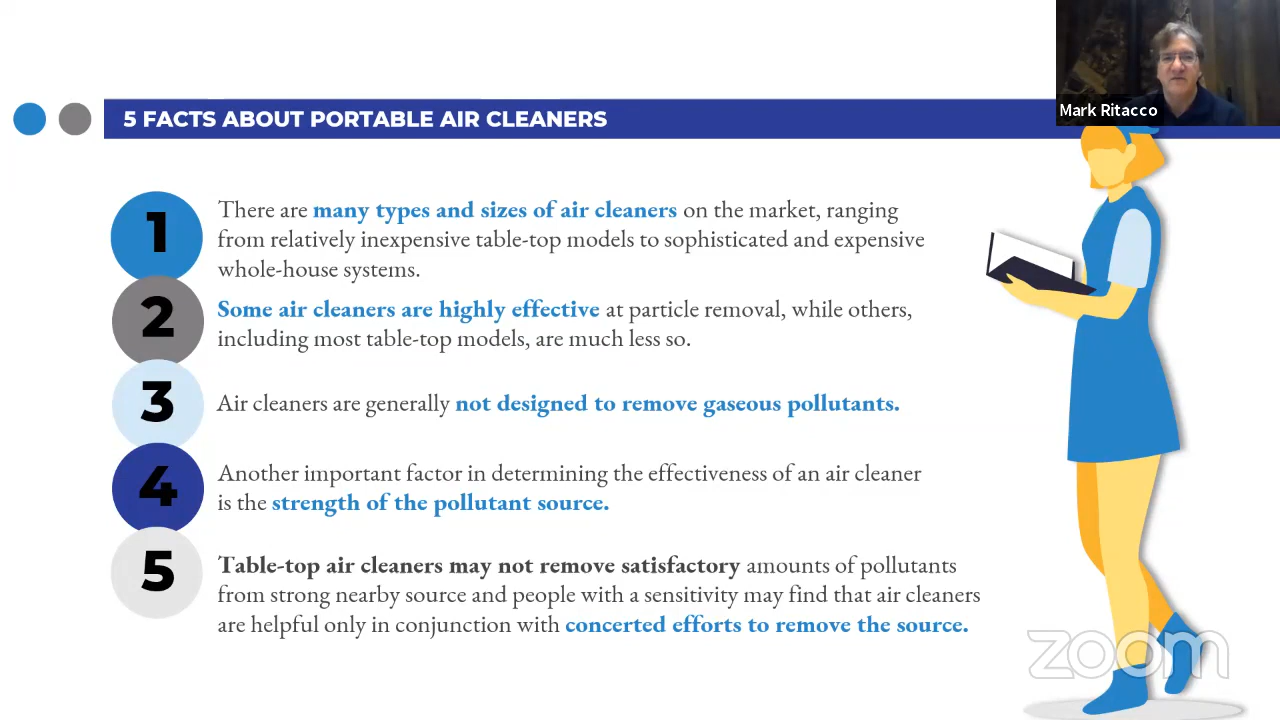 Mark Ritacco
5 FACTS ABOUT PORTABLE AIR CLEANERS
1
There are many types and sizes of air cleaners on the market, ranging
from relatively inexpensive table-top models to sophisticated and expensive
whole-house systems.
2
Some air cleaners are highly effective at particle removal, while others,
including most table-top models, are much less so.
3
Air cleaners are generally not designed to remove gaseous pollutants.
4
Another important factor in determining the effectiveness of an air cleaner
is the strength of the pollutant source.
5
Table-top air cleaners may not remove satisfactory amounts of pollutants
from strong nearby source and people with a sensitivity may find that air cleaners
are helpful only in conjunction with concerted efforts to remove the source.
zoom